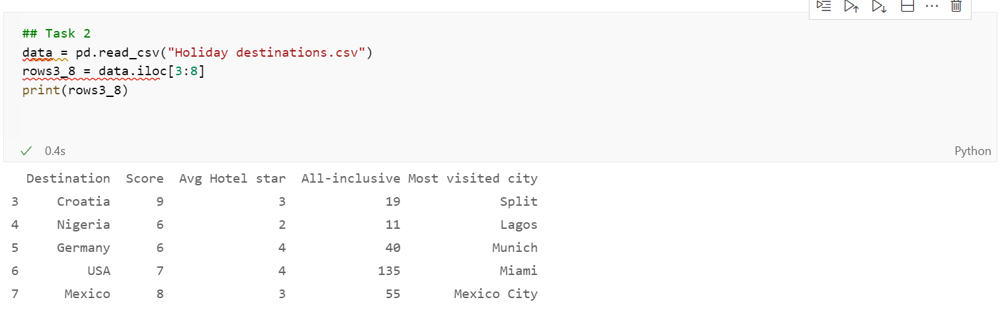 ## Task 2
data = pd.read_csv("Holiday destinations.csv")
rows3_8 = data.iloc[3:8]
print(rows3_8)
0.4s
Python
Destination Score Avg Hotel star All-inclusive Most visited city
3 Croatia 9 3 19 Split
4 Nigeria 6 2 11 Lagos
5 Germany 6 4 40 Munich
6 USA 7 4 135 Miami
7 Mexico 8 3 55 Mexico City